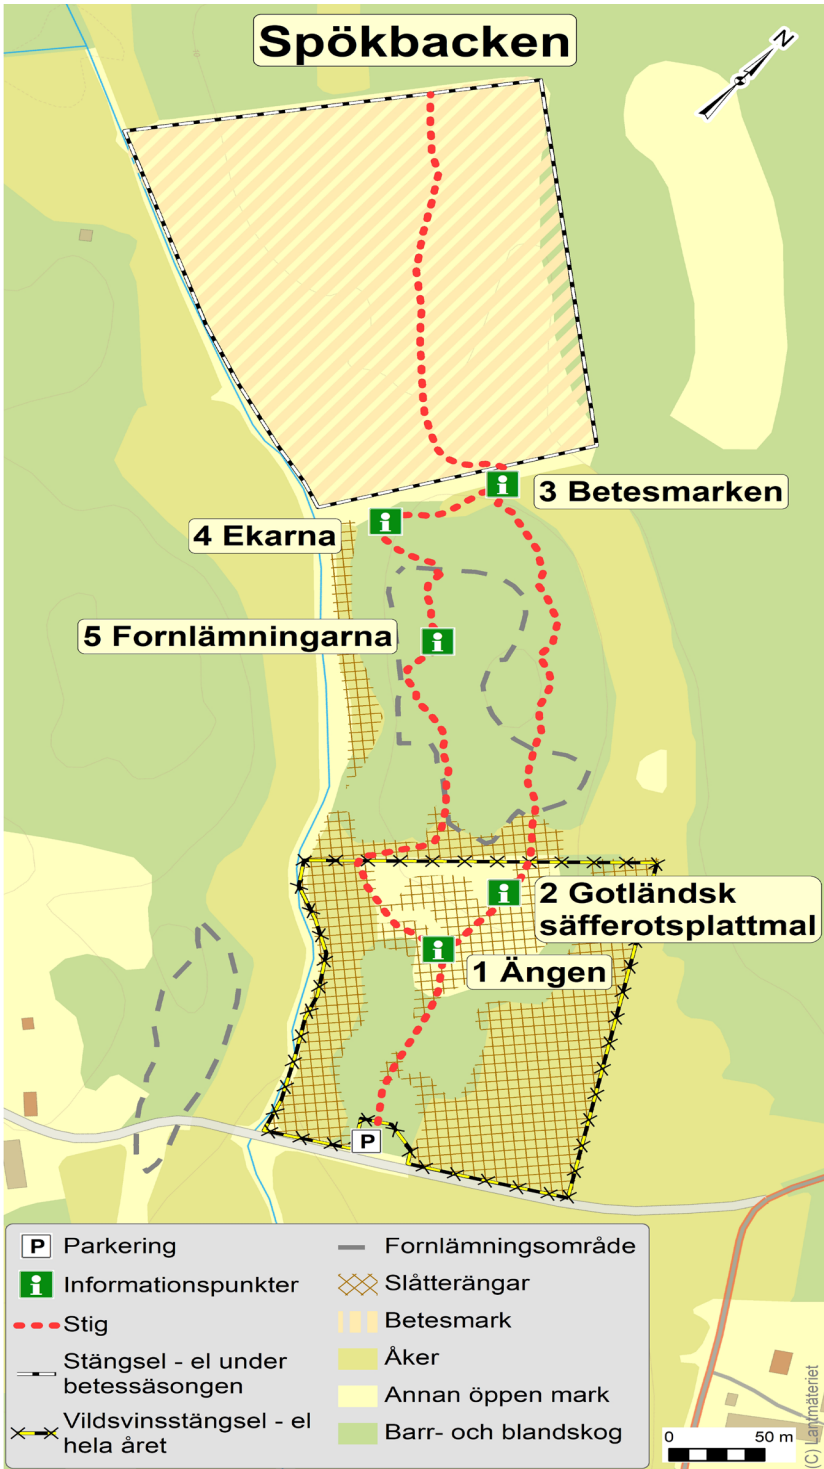 Spökbacken
N
3 Betesmarken
4 Ekarna
5 Fornlämningarna
2 Gotländsk
säfferotsplattmal
1 Ängen
P
P Parkering
Informationspunkter
Stig
Stängsel - el under
betessäsongen
Vildsvinsstängsel - el
hela året
Fornlämningsområde
Slåtterängar
Betesmark
Åker
Annan öppen mark
Barr- och blandskog
0 50 m
(C) Lantmäteriet